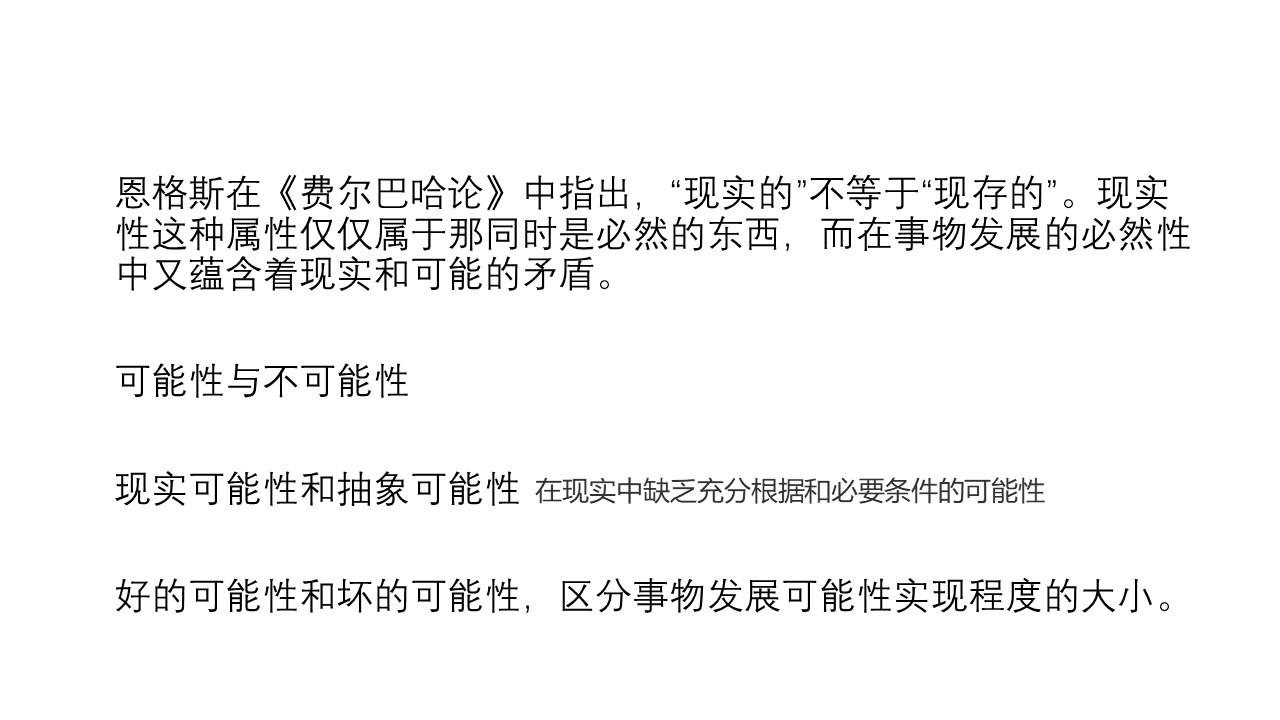 恩格斯在《费尔巴哈论》中指出，“现实的”不等于“现存的”。现实
性这种属性仅仅属于那同时是必然的东西，而在事物发展的必然性
中又蕴含着现实和可能的矛盾。
可能性与不可能性
现实可能性和抽象可能性 在现实中缺乏充分根据和必要条件的可能性
好的可能性和坏的可能性，区分事物发展可能性实现程度的大小。